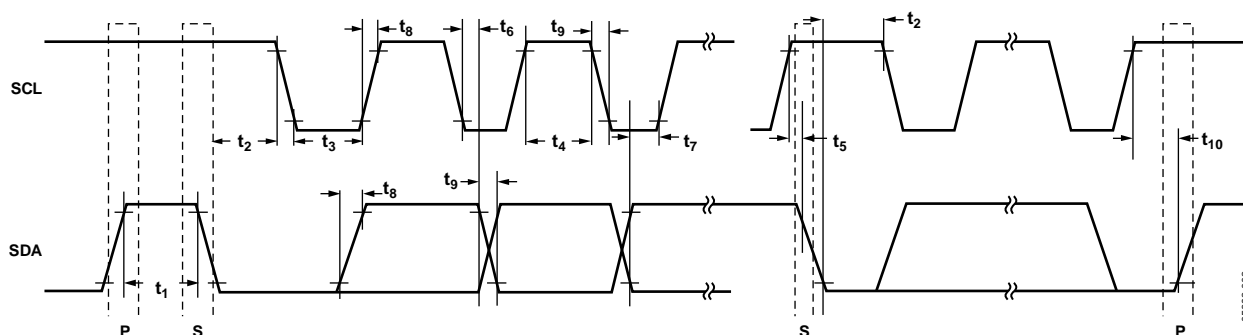 t8 t6 t9 t2
SCL
t2 t3 t4 t7 t5 t10
t8 t9
SDA
t1
P S S P